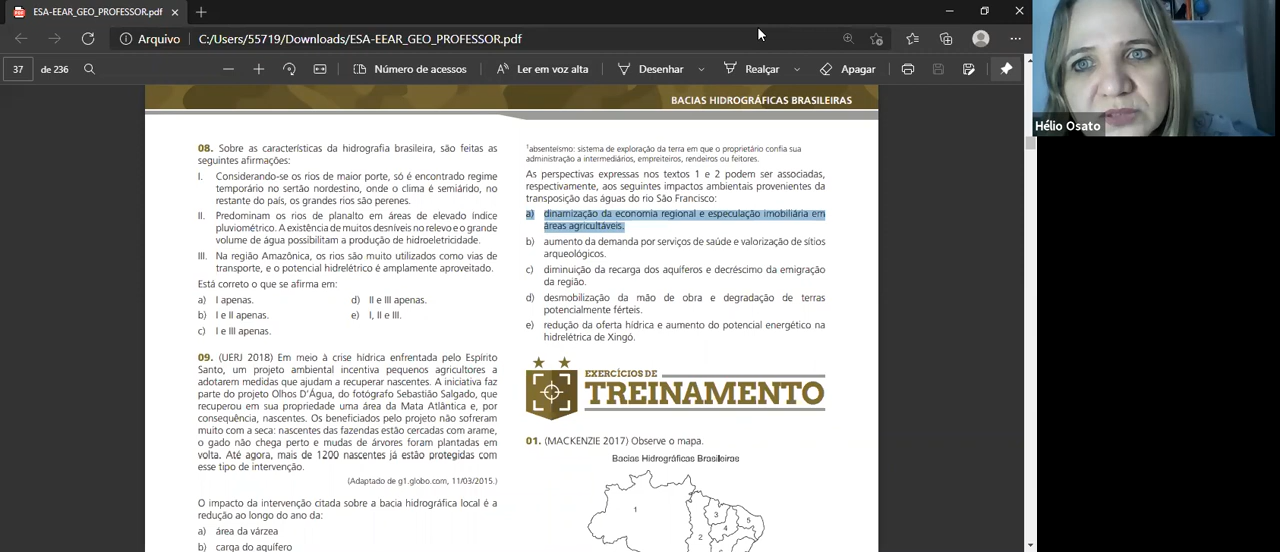 ESA-EEAR_GEO_PROFESSOR.pdf
Arquivo
C:/Users/55719/Downloads/ESA-EEAR_GEO_PROFESSOR.pdf
37
de 236
Número de acessos
Ler em voz alta
Desenhar
Realçar
Apagar
Hélio Osato
BACIAS HIDROGRÁFICAS BRASILEIRAS
08. Sobre as características da hidrografia brasileira, são feitas as
seguintes afirmações:
I. Considerando-se os rios de maior porte, só é encontrado regime
temporário no sertão nordestino, onde o clima é semiárido, no
restante do país, os grandes rios são perenes.
II. Predominam os rios de planalto em áreas de elevado índice
pluviométrico. A existência de muitos desníveis no relevo e o grande
volume de água possibilitam a produção de hidroeletricidade.
III. Na região Amazônica, os rios são muito utilizados como vias de
transporte, e o potencial hidrelétrico é amplamente aproveitado.
Está correto o que se afirma em:
a) I apenas.
b) I e II apenas.
c) I e III apenas.
d) II e III apenas.
e) I, II e III.
09. (UERJ 2018) Em meio à crise hídrica enfrentada pelo Espírito
Santo, um projeto ambiental incentiva pequenos agricultores a
adotarem medidas que ajudam a recuperar nascentes. A iniciativa faz
parte do projeto Olhos D'Água, do fotógrafo Sebastião Salgado, que
recuperou em sua propriedade uma área da Mata Atlântica e, por
consequência, nascentes. Os beneficiados pelo projeto não sofreram
muito com a seca: nascentes das fazendas estão cercadas com arame,
o gado não chega perto e mudas de árvores foram plantadas em
volta. Até agora, mais de 1200 nascentes já estão protegidas com
esse tipo de intervenção.
(Adaptado de g1.globo.com, 11/03/2015.)
O impacto da intervenção citada sobre a bacia hidrográfica local é a
redução ao longo do ano da:
a) área da várzea
b) carga do aquífero
¹absenteísmo: sistema de exploração da terra em que o proprietário confia sua
administração a intermediários, empreiteiros, rendeiros ou feitores.
As perspectivas expressas nos textos 1 e 2 podem ser associadas,
respectivamente, aos seguintes impactos ambientais provenientes da
transposição das águas do rio São Francisco:
a) dinamização da economia regional e especulação imobiliária em
áreas agricultáveis.
b) aumento da demanda por serviços de saúde e valorização de sítios
arqueológicos.
c) diminuição da recarga dos aquíferos e decréscimo da emigração
da região.
d) desmobilização da mão de obra e degradação de terras
potencialmente férteis.
e) redução da oferta hídrica e aumento do potencial energético na
hidrelétrica de Xingó.
EXERCÍCIOS DE
TREINAMENTO
01. (MACKENZIE 2017) Observe o mapa.
Bacias Hidrográficas Brasileiras
1
3
5
4
2